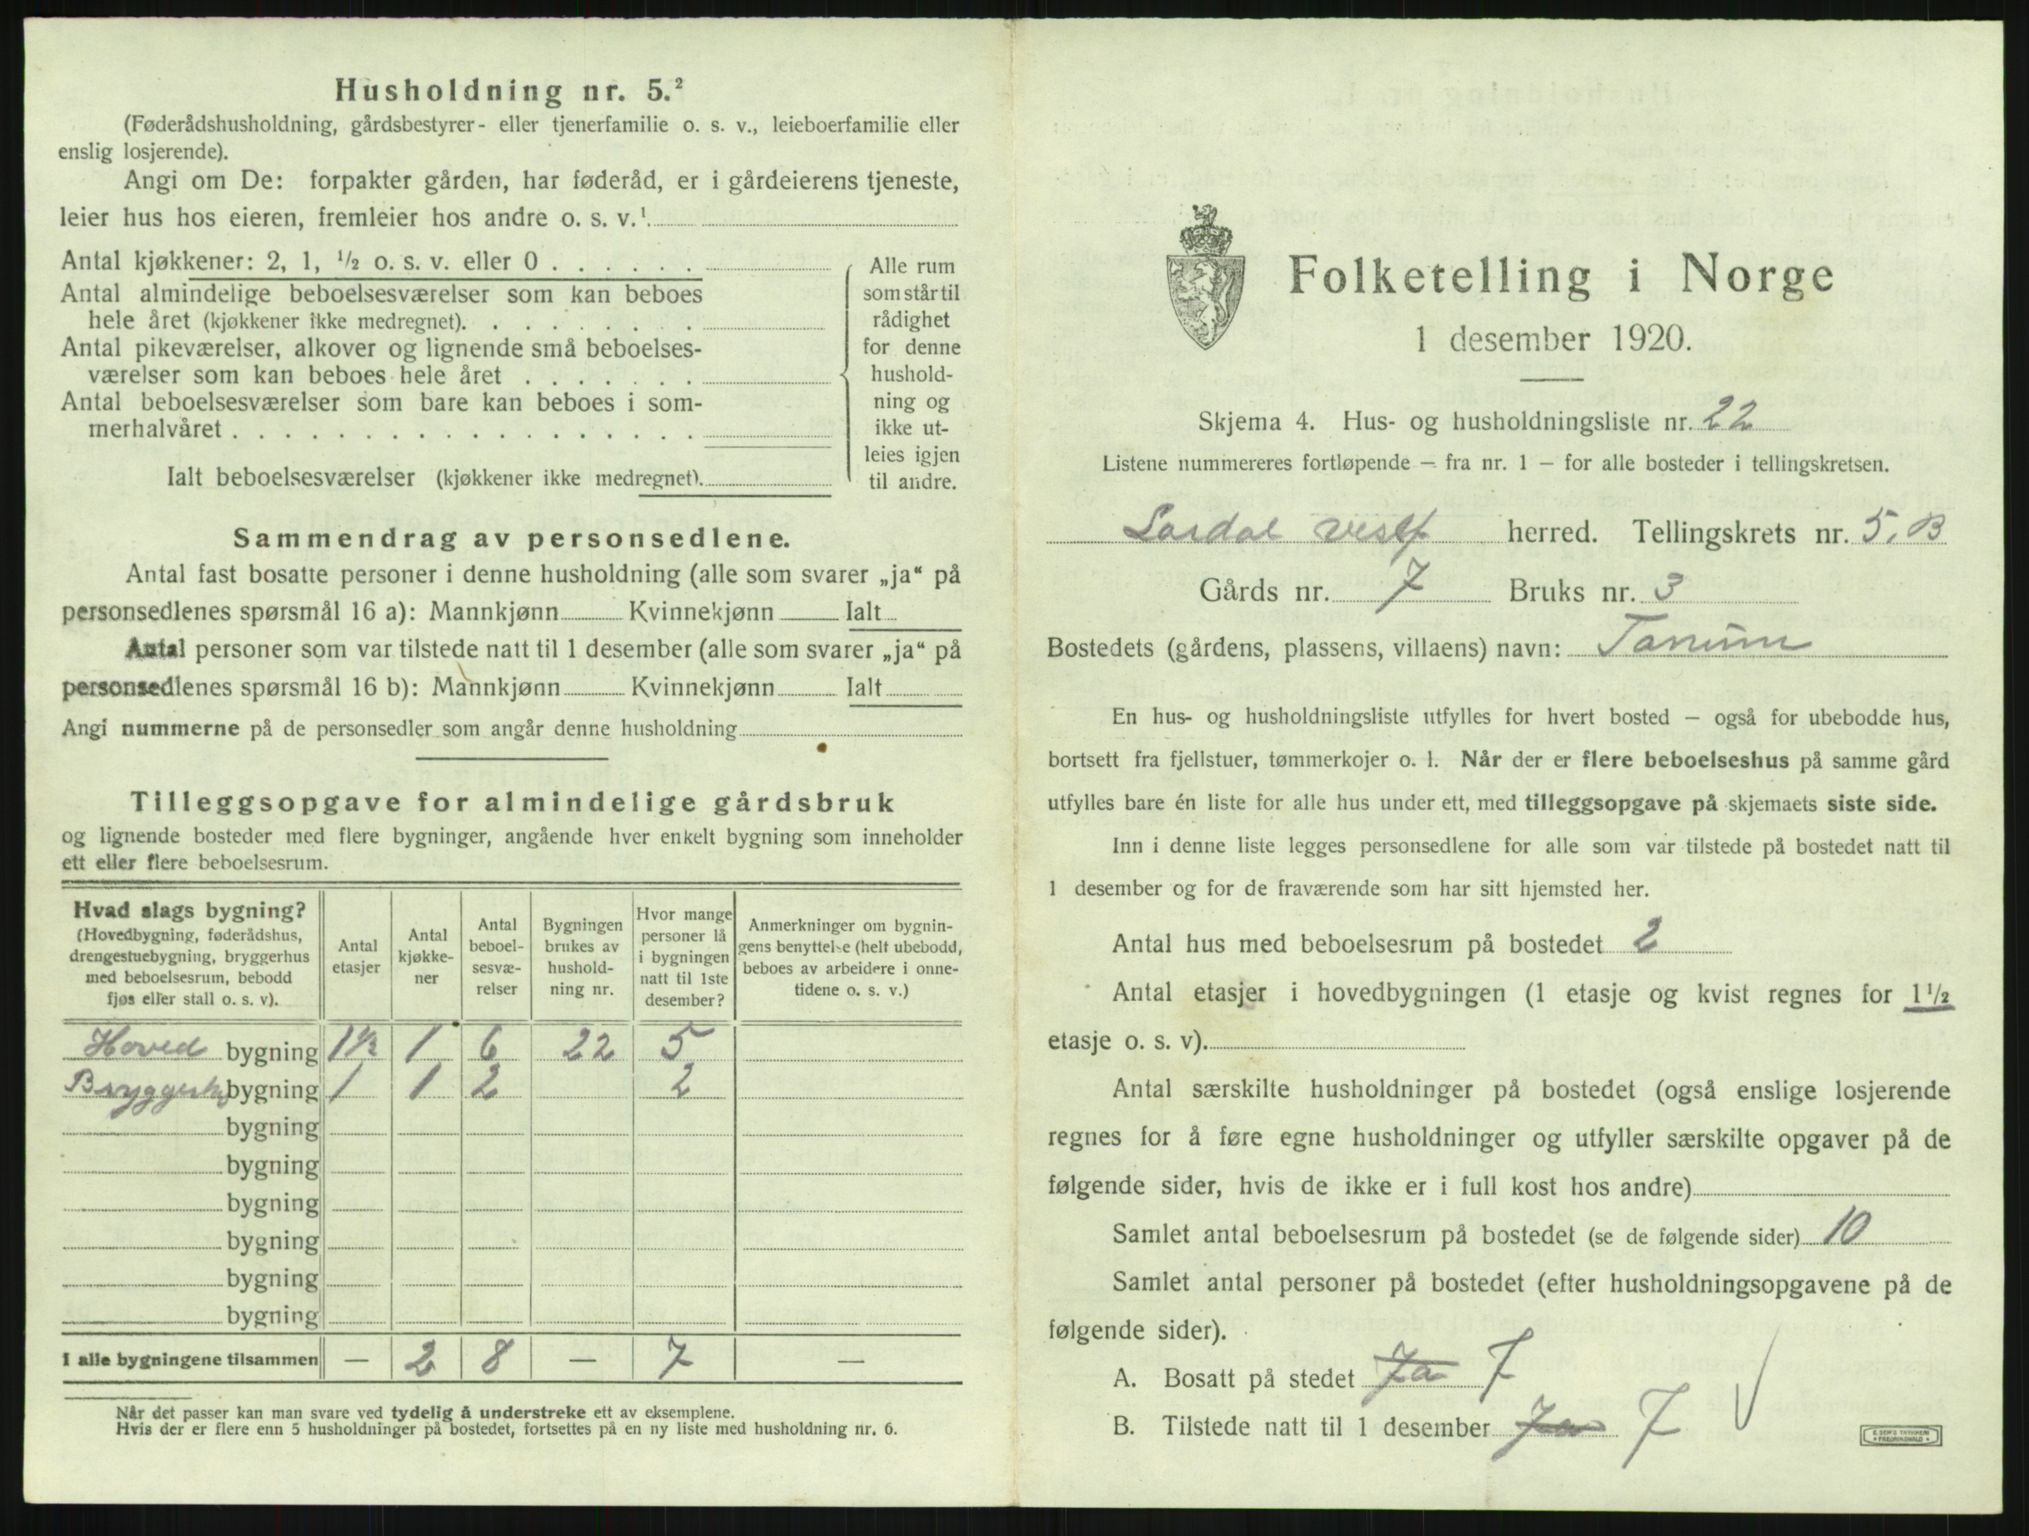 Husholdning nr. 5.²
(Føderådshusholdning, gårdsbestyrer- eller tjenerfamilie o. s. v., leieboerfamilie eller
enslig losjerende).
Angi om De: forpakter gården, har føderåd, er i gårdeierens tjeneste,
leier hus hos eieren, fremleier hos andre o. s. v.¹
Antal kjøkkener: 2, 1, ½ o. s. v. eller 0
Antal almindelige beboelsesværelser som kan beboes
hele året (kjøkkener ikke medregnet).
Antal pikeværelser, alkover og lignende små beboelses-
værelser som kan beboes hele året
Antal beboelsesværelser som bare kan beboes i som-
merhalvåret
Ialt beboelsesværelser (kjøkkener ikke medregnet).
Alle rum
som står til
rådighet
for denne
hushold-
ning og
ikke ut-
leies igjen
til andre.
Sammendrag av personsedlene.
Antal fast bosatte personer i denne husholdning (alle som svarer „ja“ på
personsedlenes spørsmål 16 a): Mannkjønn Kvinnekjønn Ialt
Antal personer som var tilstede natt til 1 desember (alle som svarer „ja“ på
personsedlenes spørsmål 16 b): Mannkjønn Kvinnekjønn Ialt
Angi nummerne på de personsedler som angår denne husholdning
Tilleggsopgave for almindelige gårdsbruk
og lignende bosteder med flere bygninger, angående hver enkelt bygning som inneholder
ett eller flere beboelsesrum.
Hvad slags bygning?
(Hovedbygning, føderådshus,
drengestuebygning, bryggerhus
med beboelsesrum, bebodd
fjøs eller stall o. s. v).
Antal
etasjer
Antal
kjøkke-
ner
Antal
beboel-
sesvæ-
relser
Bygningen
brukes av
hushold-
ning nr.
Hvor mange
personer lå
i bygningen
natt til 1ste
desember?
Anmerkninger om bygnin-
gens benyttelse (helt ubebodd,
beboes av arbeidere i onne-
tidene o. s. v.)
Hoved bygning 1½ 1 6 22 5
Bryggerhs bygning 1 1 2 2
bygning
bygning
bygning
bygning
bygning
bygning
I alle bygningene tilsammen — 2 8 — 7 —
Når det passer kan man svare ved tydelig å understreke ett av eksemplene.
Hvis der er flere enn 5 husholdninger på bostedet, fortsettes på en ny liste med husholdning nr. 6.
Folketelling i Norge
1 desember 1920.
Skjema 4. Hus- og husholdningsliste nr. 22
Listene nummereres fortløpende — fra nr. 1 — for alle bosteder i tellingskretsen.
Lardal vestf herred. Tellingskrets nr. 5. B
Gårds nr. 7 Bruks nr. 3
Bostedets (gårdens, plassens, villaens) navn: Tanum
En hus- og husholdningsliste utfylles for hvert bosted — også for ubebodde hus,
bortsett fra fjellstuer, tømmerkojer o. l. Når der er flere beboelseshus på samme gård
utfylles bare én liste for alle hus under ett, med tilleggsopgave på skjemaets siste side.
Inn i denne liste legges personsedlene for alle som var tilstede på bostedet natt til
1 desember og for de fraværende som har sitt hjemsted her.
Antal hus med beboelsesrum på bostedet 2
Antal etasjer i hovedbygningen (1 etasje og kvist regnes for 1½
etasje o. s. v).
Antal særskilte husholdninger på bostedet (også enslige losjerende
regnes for å føre egne husholdninger og utfyller særskilte opgaver på de
følgende sider, hvis de ikke er i full kost hos andre)
Samlet antal beboelsesrum på bostedet (se de følgende sider) 10
Samlet antal personer på bostedet (efter husholdningsopgavene på de
følgende sider).
A. Bosatt på stedet Ja 7
B. Tilstede natt til 1 desember Ja 7